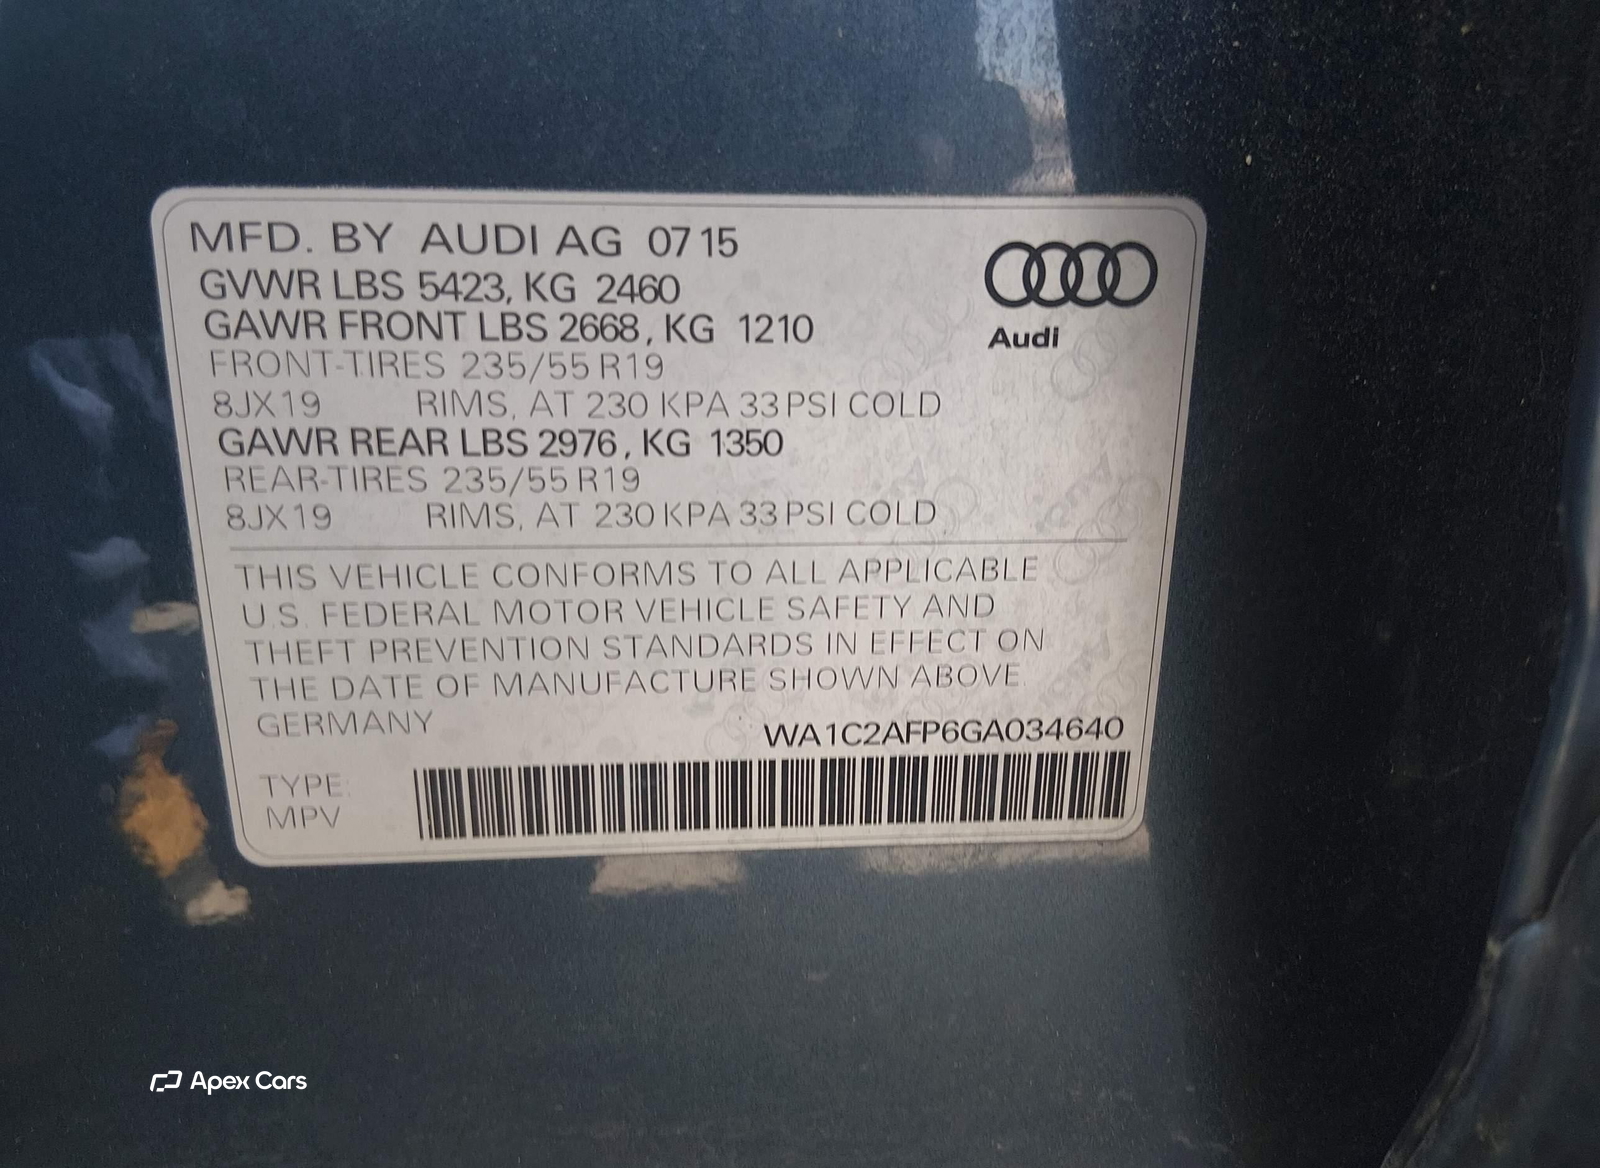 MFD. BY AUDI AG 07 15
GVWR LBS 5423, KG 2460
GAWR FRONT LBS 2668, KG 1210
FRONT-TIRES 235/55 R19
8JX19 RIMS, AT 230 KPA 33 PSI COLD
GAWR REAR LBS 2976, KG 1350
REAR-TIRES 235/55 R19
8JX19 RIMS, AT 230 KPA 33 PSI COLD
Audi
THIS VEHICLE CONFORMS TO ALL APPLICABLE
U.S. FEDERAL MOTOR VEHICLE SAFETY AND
THEFT PREVENTION STANDARDS IN EFFECT ON
THE DATE OF MANUFACTURE SHOWN ABOVE.
GERMANY
WA1C2AFP6GA034640
TYPE:
MPV
Apex Cars